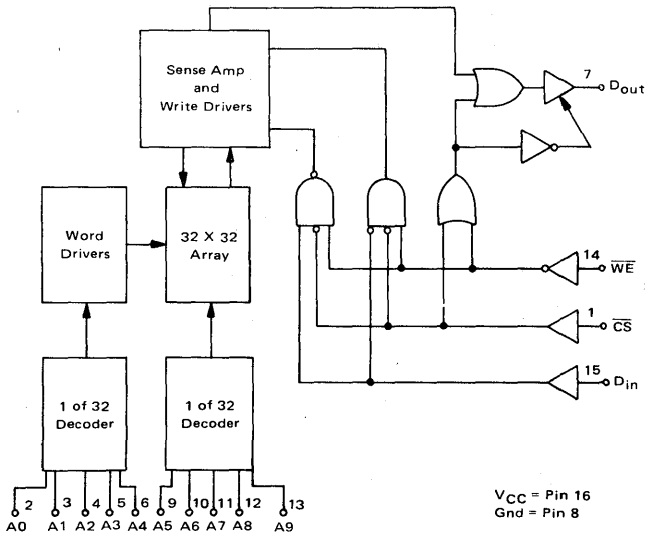 Sense Amp
and
Write Drivers
7
Dout
Word
Drivers
32 X 32
Array
14
WE
1
CS
15
Din
1 of 32
Decoder
1 of 32
Decoder
2 3 4 5 6 9 10 11 12 13
A0 A1 A2 A3 A4 A5 A6 A7 A8 A9
VCC = Pin 16
Gnd = Pin 8